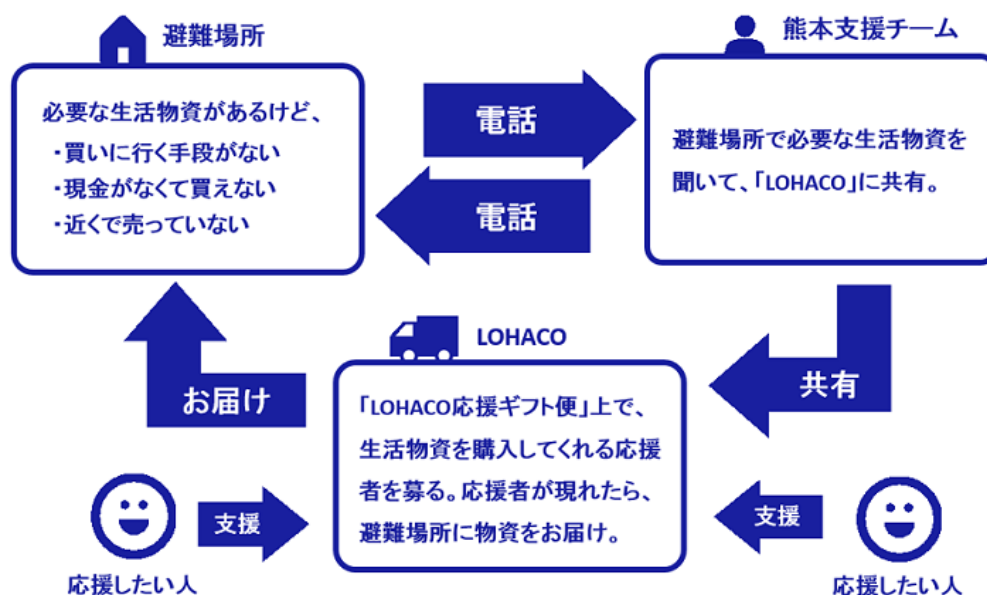 避難場所
必要な生活物資があるけど、
・買いに行く手段がない
・現金がなくて買えない
・近くで売っていない
電話
電話
熊本支援チーム
避難場所で必要な生活物資を
聞いて、「LOHACO」に共有。
共有
お届け
LOHACO
「LOHACO応援ギフト便」上で、
生活物資を購入してくれる応援
者を募る。応援者が現れたら、
避難場所に物資をお届け。
支援
応援したい人
支援
応援したい人